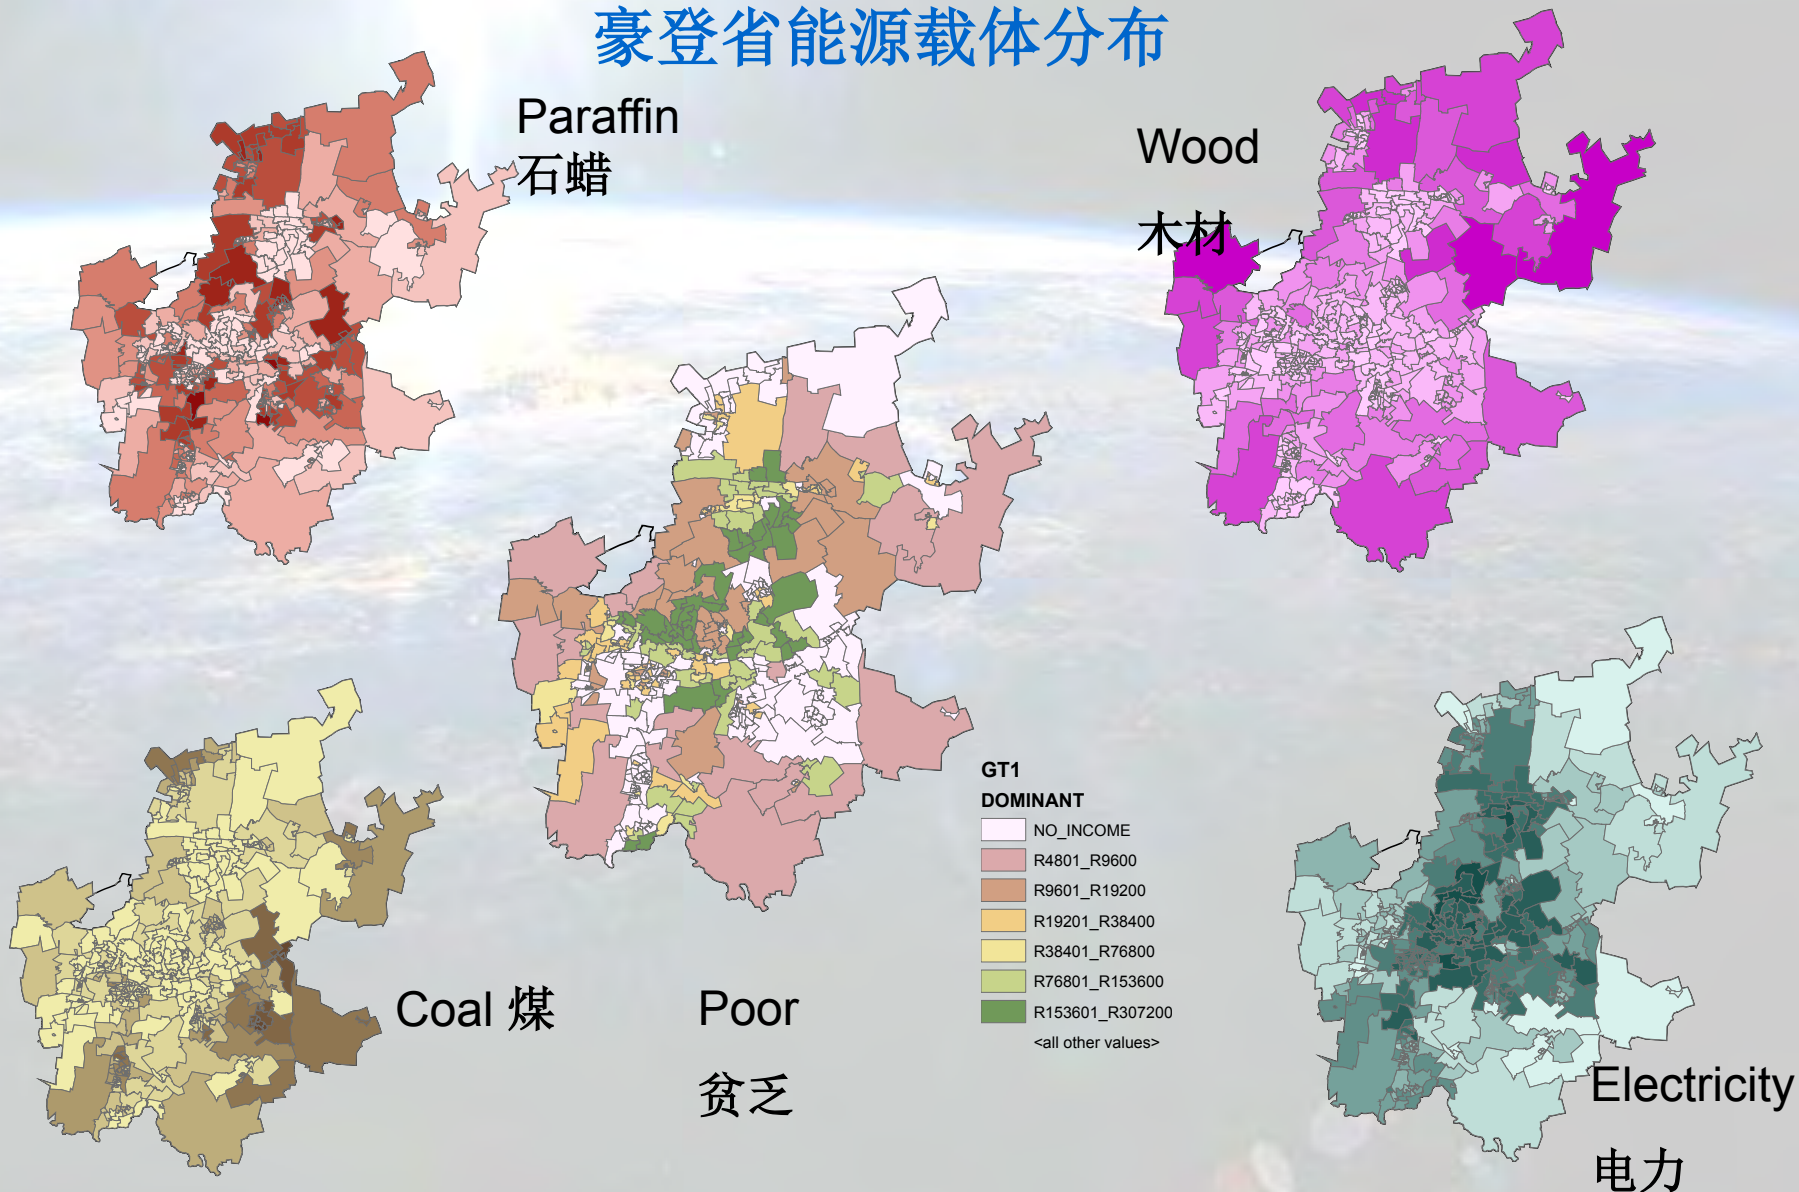 豪登省能源载体分布
Paraffin
石蜡
Wood
木材
GT1
DOMINANT
NO_INCOME
R4801_R9600
R9601_R19200
R19201_R38400
R38401_R76800
R76801_R153600
R153601_R307200
<all other values>
Coal 煤
Poor
贫乏
Electricity
电力